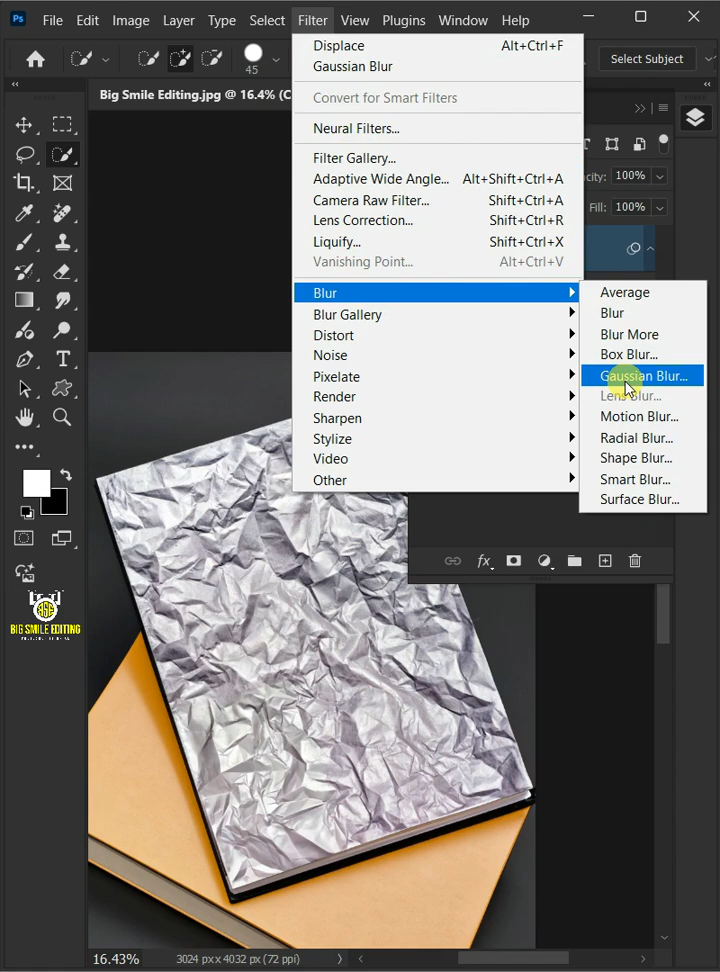 Ps File Edit Image Layer Type Select Filter View Plugins Window Help
45
Select Subject
Big Smile Editing.jpg @ 16.4% (C
Displace Alt+Ctrl+F
Gaussian Blur
Convert for Smart Filters
Neural Filters...
Filter Gallery...
Adaptive Wide Angle... Alt+Shift+Ctrl+A
Camera Raw Filter... Shift+Ctrl+A
Lens Correction... Shift+Ctrl+R
Liquify... Shift+Ctrl+X
Vanishing Point... Alt+Ctrl+V
Blur
Blur Gallery
Distort
Noise
Pixelate
Render
Sharpen
Stylize
Video
Other
Average
Blur
Blur More
Box Blur...
Gaussian Blur...
Lens Blur...
Motion Blur...
Radial Blur...
Shape Blur...
Smart Blur...
Surface Blur...
acity: 100%
Fill: 100%
fx
BIG SMILE EDITING
16.43% 3024 px x 4032 px (72 ppi)